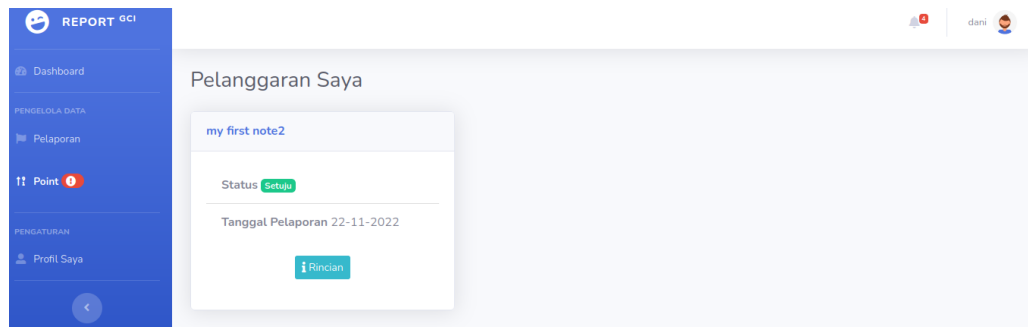 REPORT GCI
4
dani
Dashboard
PENGELOLA DATA
Pelaporan
Point
PENGATURAN
Profil Saya
Pelanggaran Saya
my first note2
Status Setuju
Tanggal Pelaporan 22-11-2022
Rincian